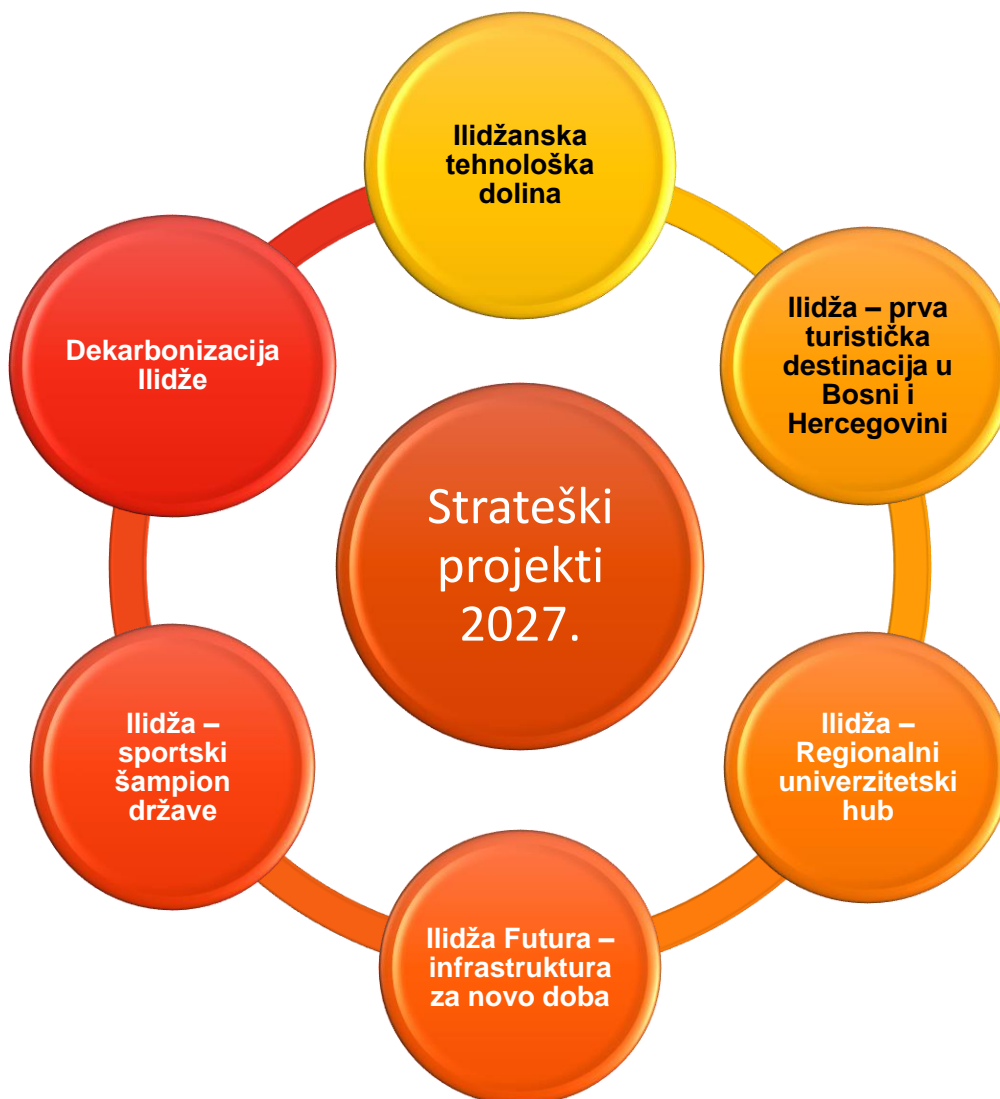 Ilidžanska
tehnološka
dolina
Ilidža – prva
turistička
destinacija u
Bosni i
Hercegovini
Ilidža –
Regionalni
univerzitetski
hub
Ilidža Futura –
infrastruktura
za novo doba
Ilidža –
sportski
šampion
države
Dekarbonizacija
Ilidže
Strateški
projekti
2027.